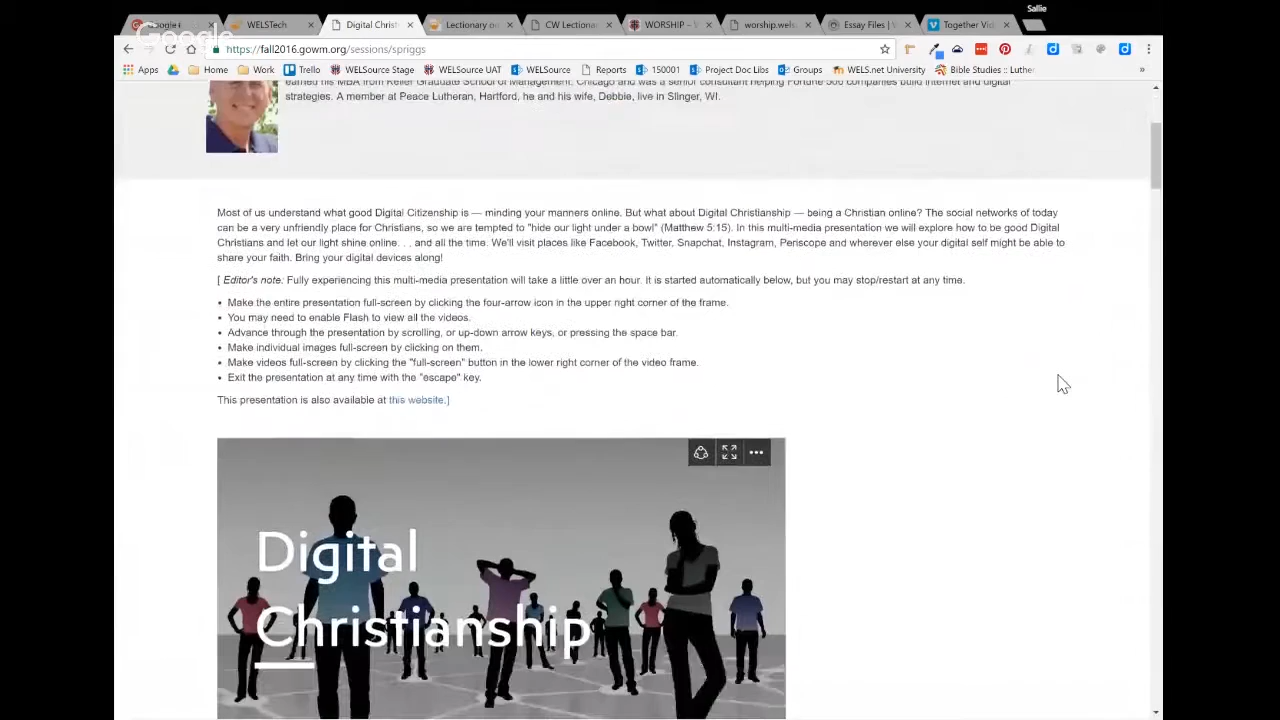 Sallie
Google+
WELSTech
Digital Christ
Lectionary o
CW Lection
WORSHIP –
worship.wels
Essay Files |
Together Vid
Google
https://fall2016.gowm.org/sessions/spriggs
Apps Home Work Trello WELSource Stage WELSource UAT WELSource Reports 150001 Project Doc Libs Groups WELS.net University Bible Studies :: Luther »
earned his MBA from Keller Graduate School of Management, Chicago and was a senior consultant helping Fortune 500 companies build internet and digital
strategies. A member at Peace Lutheran, Hartford, he and his wife, Debbie, live in Slinger, WI.
Most of us understand what good Digital Citizenship is — minding your manners online. But what about Digital Christianship — being a Christian online? The social networks of today
can be a very unfriendly place for Christians, so we are tempted to "hide our light under a bowl" (Matthew 5:15). In this multi-media presentation we will explore how to be good Digital
Christians and let our light shine online. . . and all the time. We'll visit places like Facebook, Twitter, Snapchat, Instagram, Periscope and wherever else your digital self might be able to
share your faith. Bring your digital devices along!
[ Editor's note: Fully experiencing this multi-media presentation will take a little over an hour. It is started automatically below, but you may stop/restart at any time.
• Make the entire presentation full-screen by clicking the four-arrow icon in the upper right corner of the frame.
• You may need to enable Flash to view all the videos.
• Advance through the presentation by scrolling, or up-down arrow keys, or pressing the space bar.
• Make individual images full-screen by clicking on them.
• Make videos full-screen by clicking the "full-screen" button in the lower right corner of the video frame.
• Exit the presentation at any time with the "escape" key.
This presentation is also available at this website.]
Digital
Christianship